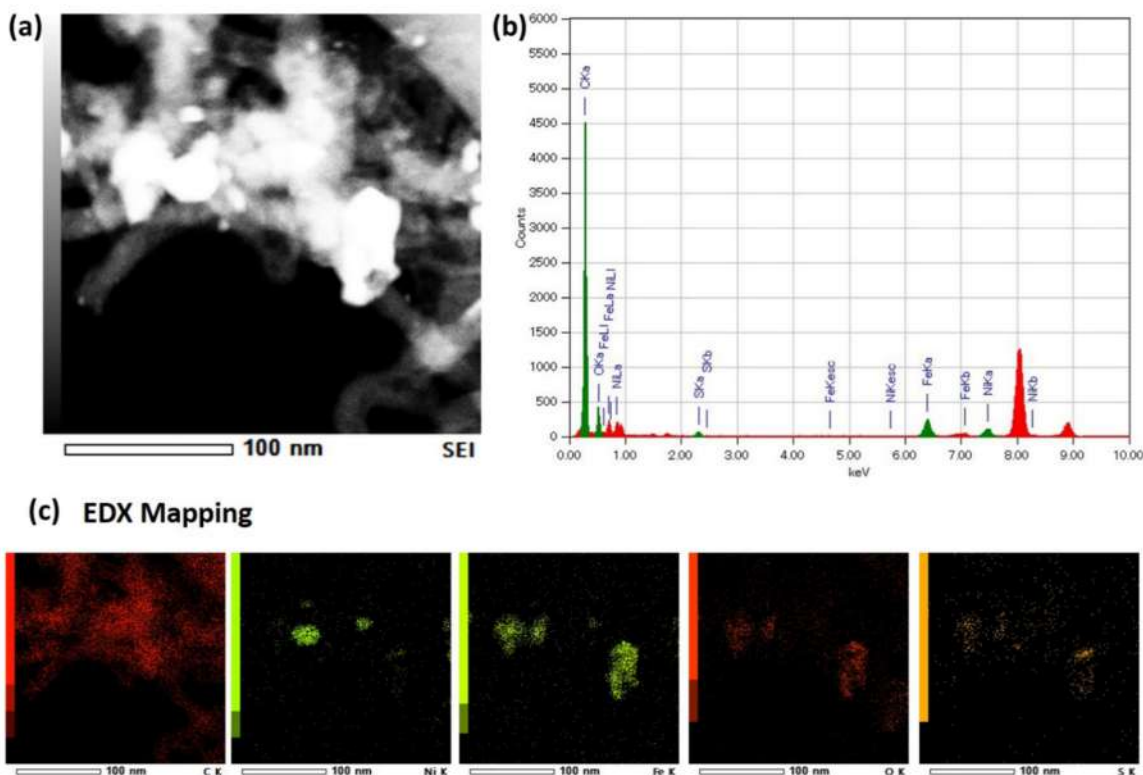 (a)
100 nm
SEI
(b)
6000
5500
5000
4500
4000
3500
3000
2500
2000
1500
1000
500
0
Counts
CKa
OKa
FeLl
FeLa
NiLl
NiLa
SKa
SKb
FeKesc
NiKesc
FeKa
FeKb
NiKa
NiKb
0.00 1.00 2.00 3.00 4.00 5.00 6.00 7.00 8.00 9.00 10.00
keV
(c) EDX Mapping
100 nm C K
100 nm Ni K
100 nm Fe K
100 nm O K
100 nm S K